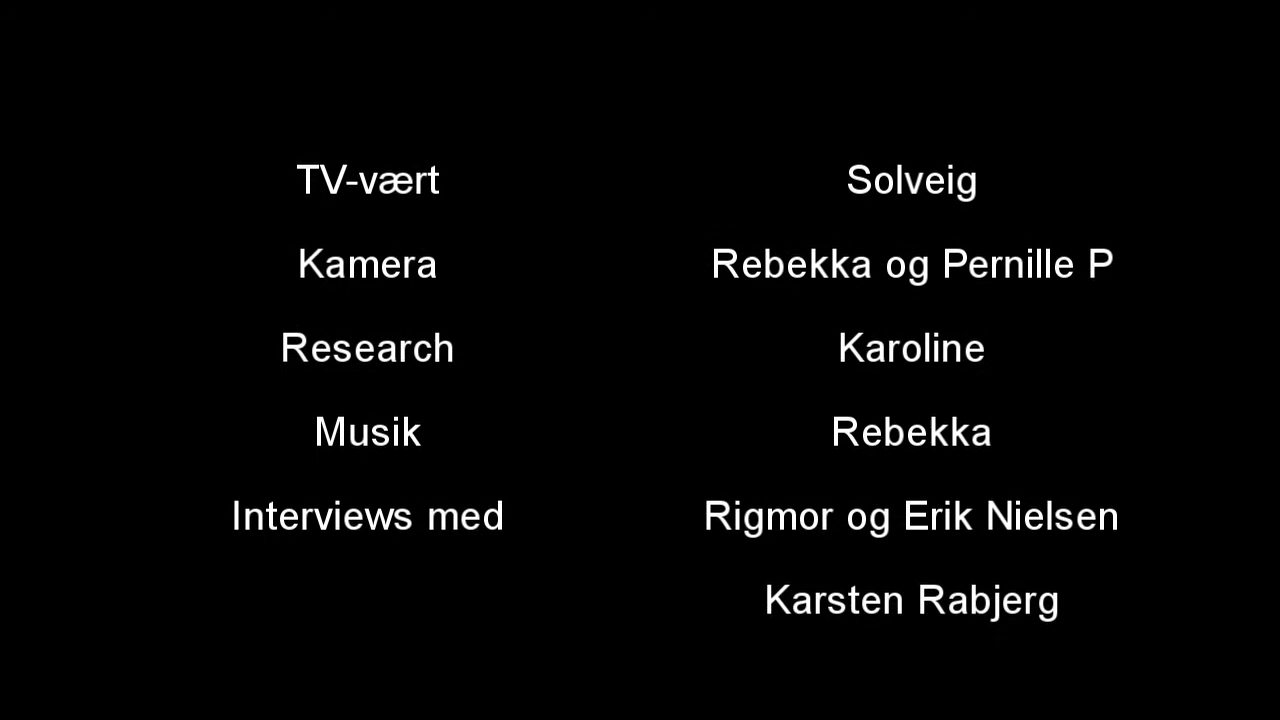 TV-vært Solveig
Kamera Rebekka og Pernille P
Research Karoline
Musik Rebekka
Interviews med Rigmor og Erik Nielsen
Karsten Rabjerg